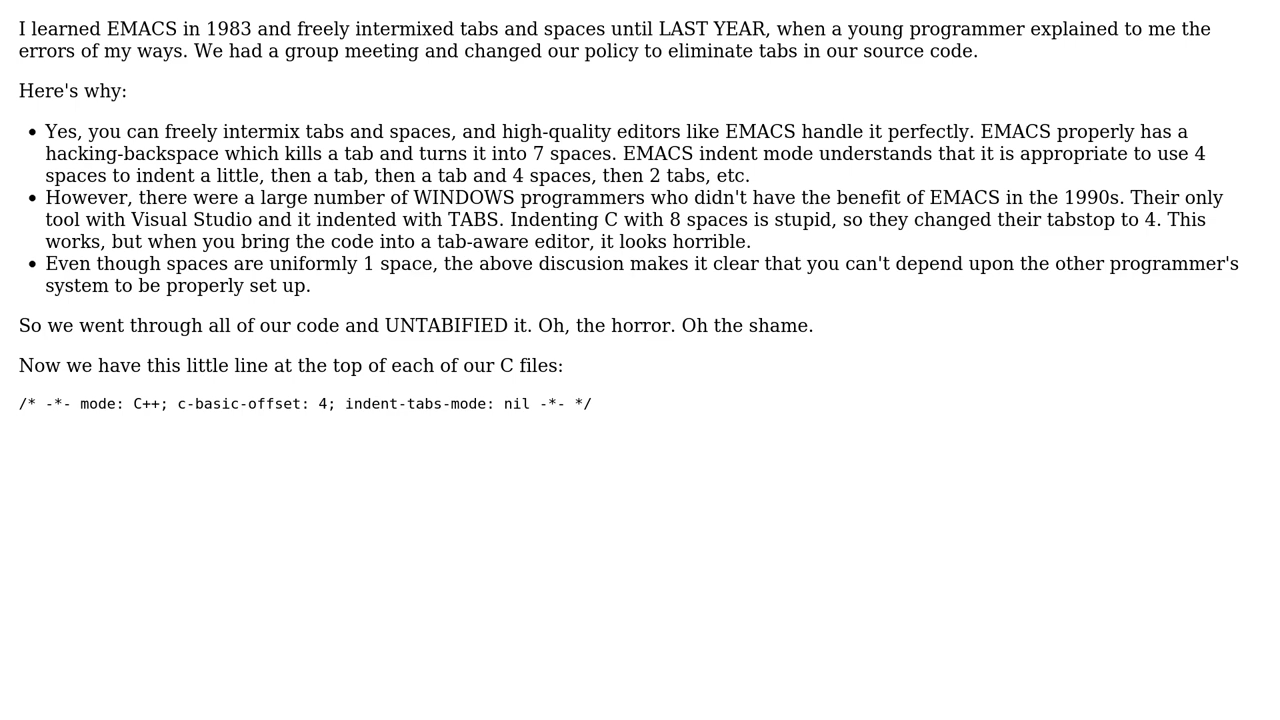 I learned EMACS in 1983 and freely intermixed tabs and spaces until LAST YEAR, when a young programmer explained to me the
errors of my ways. We had a group meeting and changed our policy to eliminate tabs in our source code.
Here's why:
• Yes, you can freely intermix tabs and spaces, and high-quality editors like EMACS handle it perfectly. EMACS properly has a
hacking-backspace which kills a tab and turns it into 7 spaces. EMACS indent mode understands that it is appropriate to use 4
spaces to indent a little, then a tab, then a tab and 4 spaces, then 2 tabs, etc.
• However, there were a large number of WINDOWS programmers who didn't have the benefit of EMACS in the 1990s. Their only
tool with Visual Studio and it indented with TABS. Indenting C with 8 spaces is stupid, so they changed their tabstop to 4. This
works, but when you bring the code into a tab-aware editor, it looks horrible.
• Even though spaces are uniformly 1 space, the above discusion makes it clear that you can't depend upon the other programmer's
system to be properly set up.
So we went through all of our code and UNTABIFIED it. Oh, the horror. Oh the shame.
Now we have this little line at the top of each of our C files:
/* -*- mode: C++; c-basic-offset: 4; indent-tabs-mode: nil -*- */